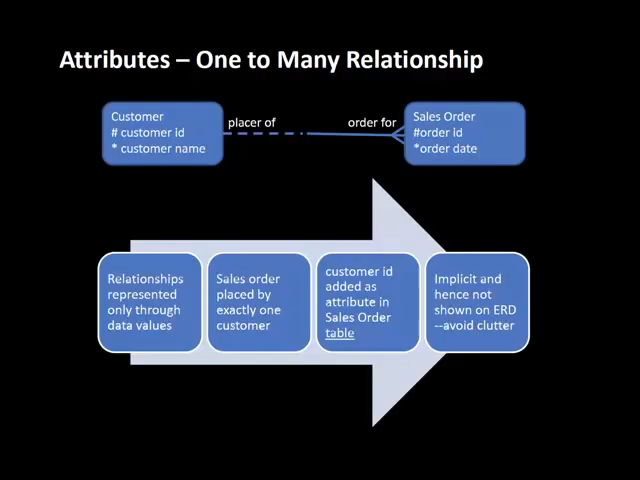 Attributes – One to Many Relationship
Customer
# customer id
* customer name
placer of
order for
Sales Order
#order id
*order date
Relationships
represented
only through
data values
Sales order
placed by
exactly one
customer
customer id
added as
attribute in
Sales Order
table
Implicit and
hence not
shown on ERD
--avoid clutter